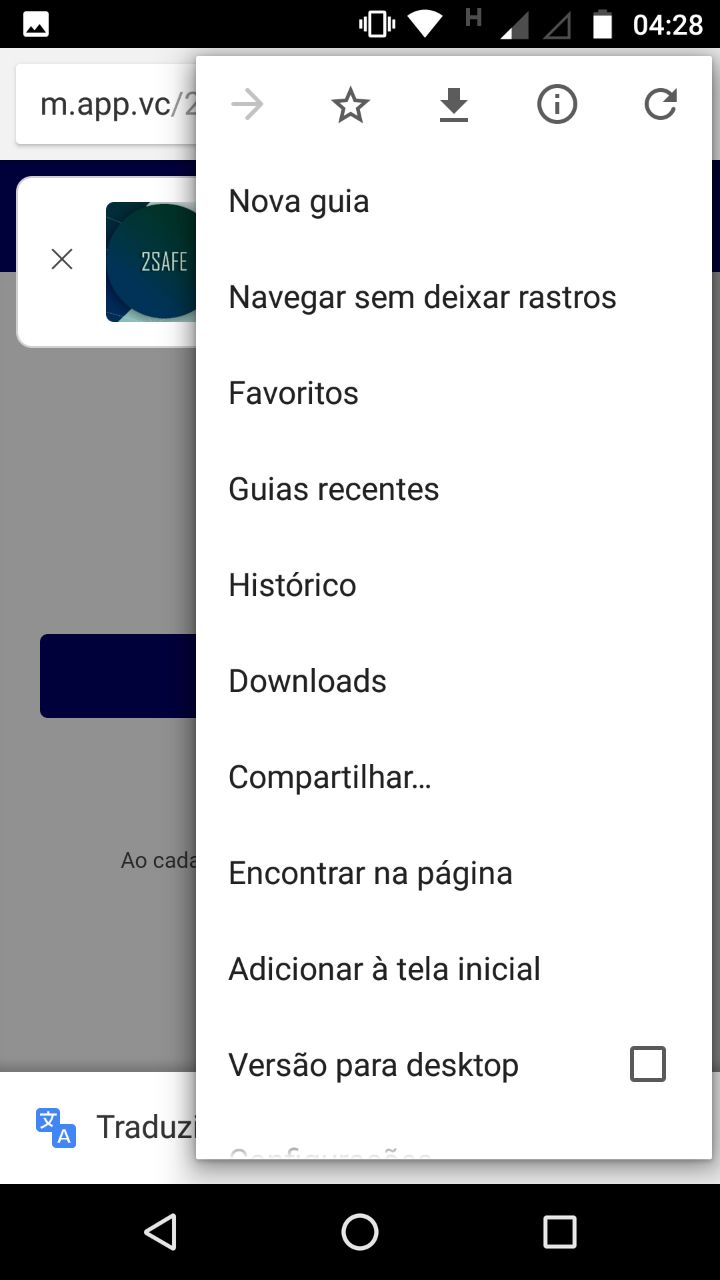 H
04:28
m.app.vc/2
2SAFE
Nova guia
Navegar sem deixar rastros
Favoritos
Guias recentes
Histórico
Downloads
Compartilhar...
Encontrar na página
Ao cada
Adicionar à tela inicial
Versão para desktop
Traduzi
Configurações